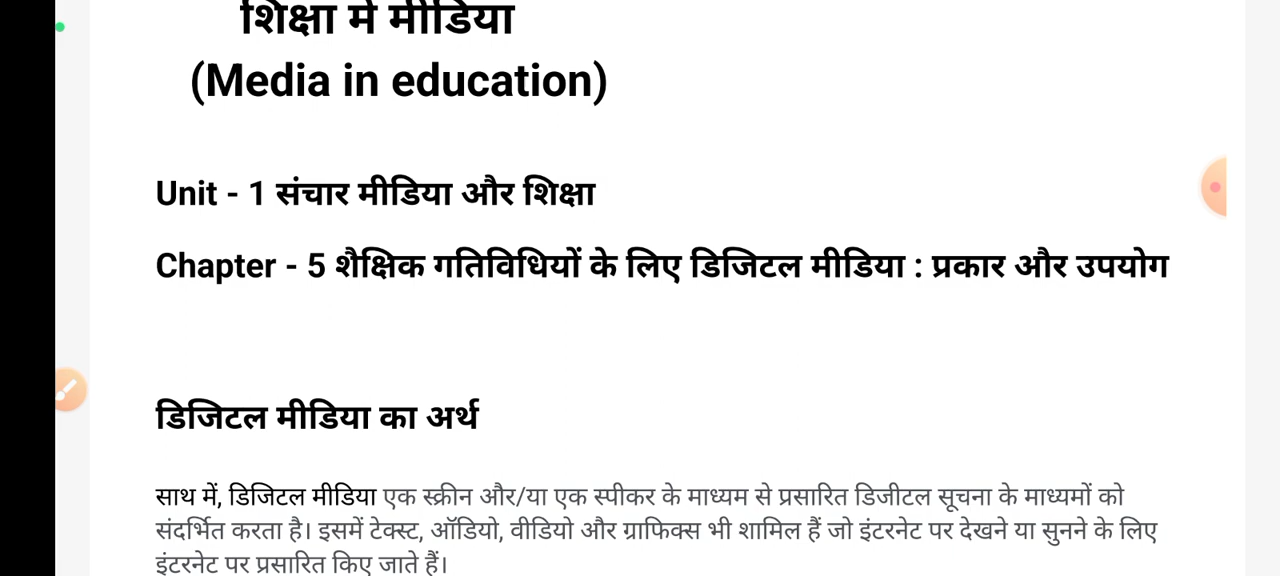 शिक्षा में मीडिया
(Media in education)
Unit - 1 संचार मीडिया और शिक्षा
Chapter - 5 शैक्षिक गतिविधियों के लिए डिजिटल मीडिया : प्रकार और उपयोग
डिजिटल मीडिया का अर्थ
साथ में, डिजिटल मीडिया एक स्क्रीन और/या एक स्पीकर के माध्यम से प्रसारित डिजीटल सूचना के माध्यमों को
संदर्भित करता है। इसमें टेक्स्ट, ऑडियो, वीडियो और ग्राफिक्स भी शामिल हैं जो इंटरनेट पर देखने या सुनने के लिए
इंटरनेट पर प्रसारित किए जाते हैं।